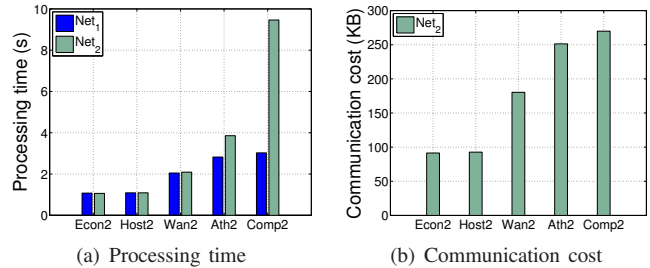 Net1
Net2
Processing time (s)
10
8
6
4
2
0
Econ2 Host2 Wan2 Ath2 Comp2
(a) Processing time
Net2
Communication cost (KB)
300
250
200
150
100
50
0
Econ2 Host2 Wan2 Ath2 Comp2
(b) Communication cost